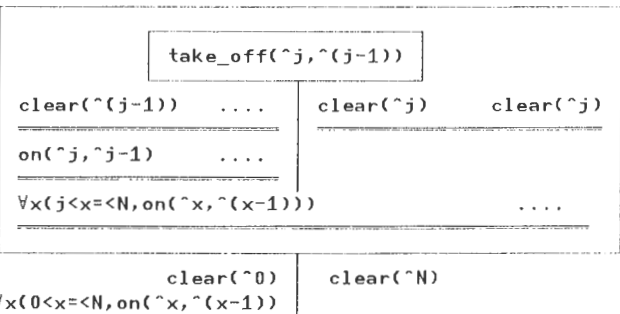 take_off(^j,^(j-1))
clear(^(j-1)) .... clear(^j) clear(^j)
on(^j,^j-1) ....
∀x(j<x=<N,on(^x,^(x-1))) ....
clear(^0) clear(^N)
∀x(0<x=<N,on(^x,^(x-1))